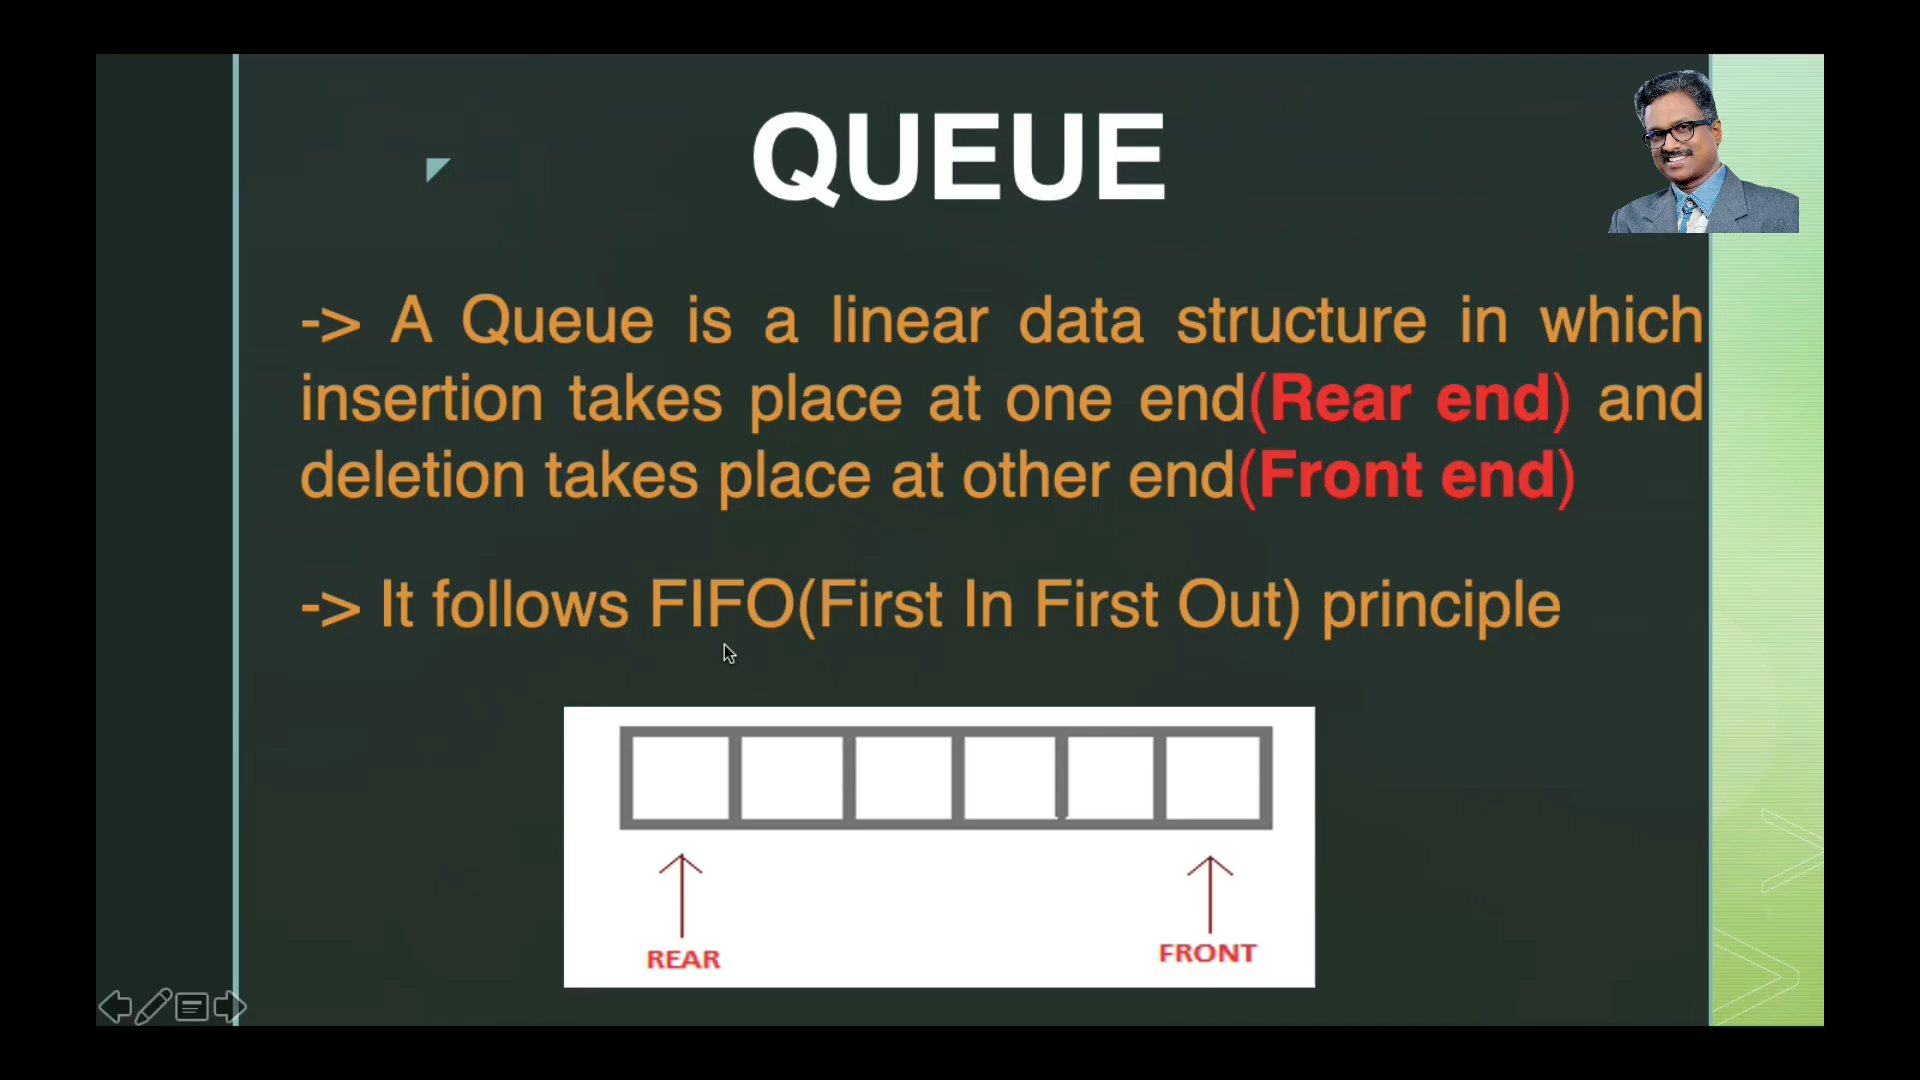 QUEUE
-> A Queue is a linear data structure in which
insertion takes place at one end(Rear end) and
deletion takes place at other end(Front end)
-> It follows FIFO(First In First Out) principle
REAR
FRONT